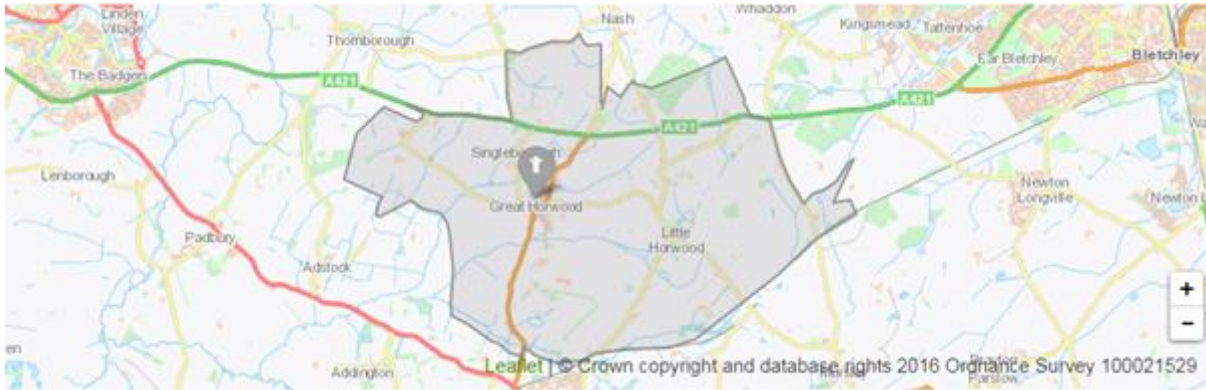 Linden
Village
Nash
Whaddon
Thornborough
Kingsmead
Tattenhoe
Far Bletchley
Bletchley
The Badgers
A421
A421
A421
Singleborough
Lenborough
Great Horwood
Newton
Longville
Padbury
Little
Horwood
Adstock
+
−
Addington
Leaflet | © Crown copyright and database rights 2016 Ordnance Survey 100021529
Parslow